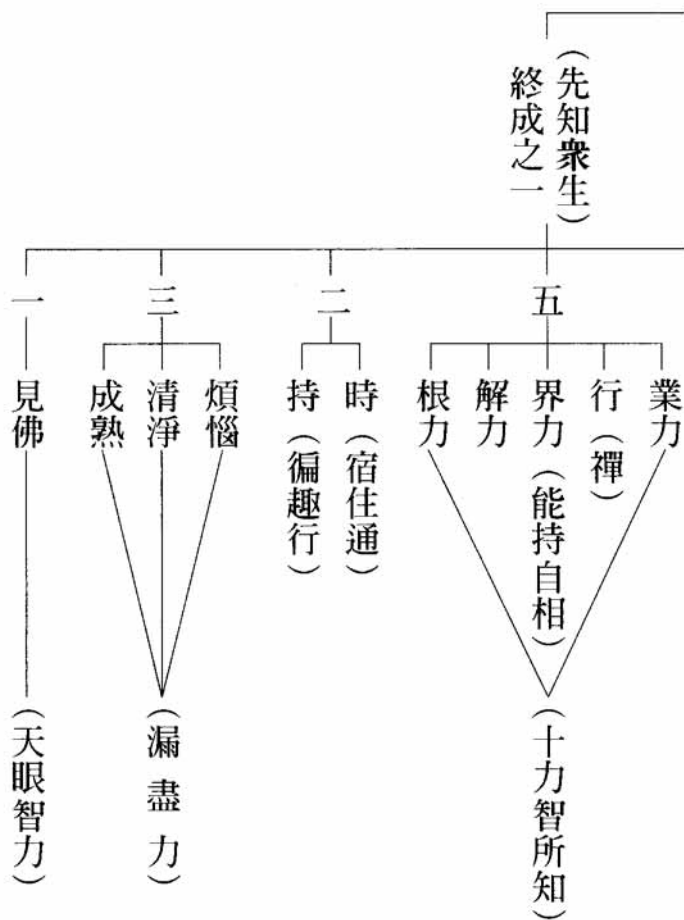 （先知衆生）
終成之一
五
業力
行（禪）
界力（能持自相）
解力
根力
（十力智所知）
二
時（宿住通）
持（徧趣行）
三
煩惱
清淨
成熟
（漏盡力）
一
見佛
（天眼智力）